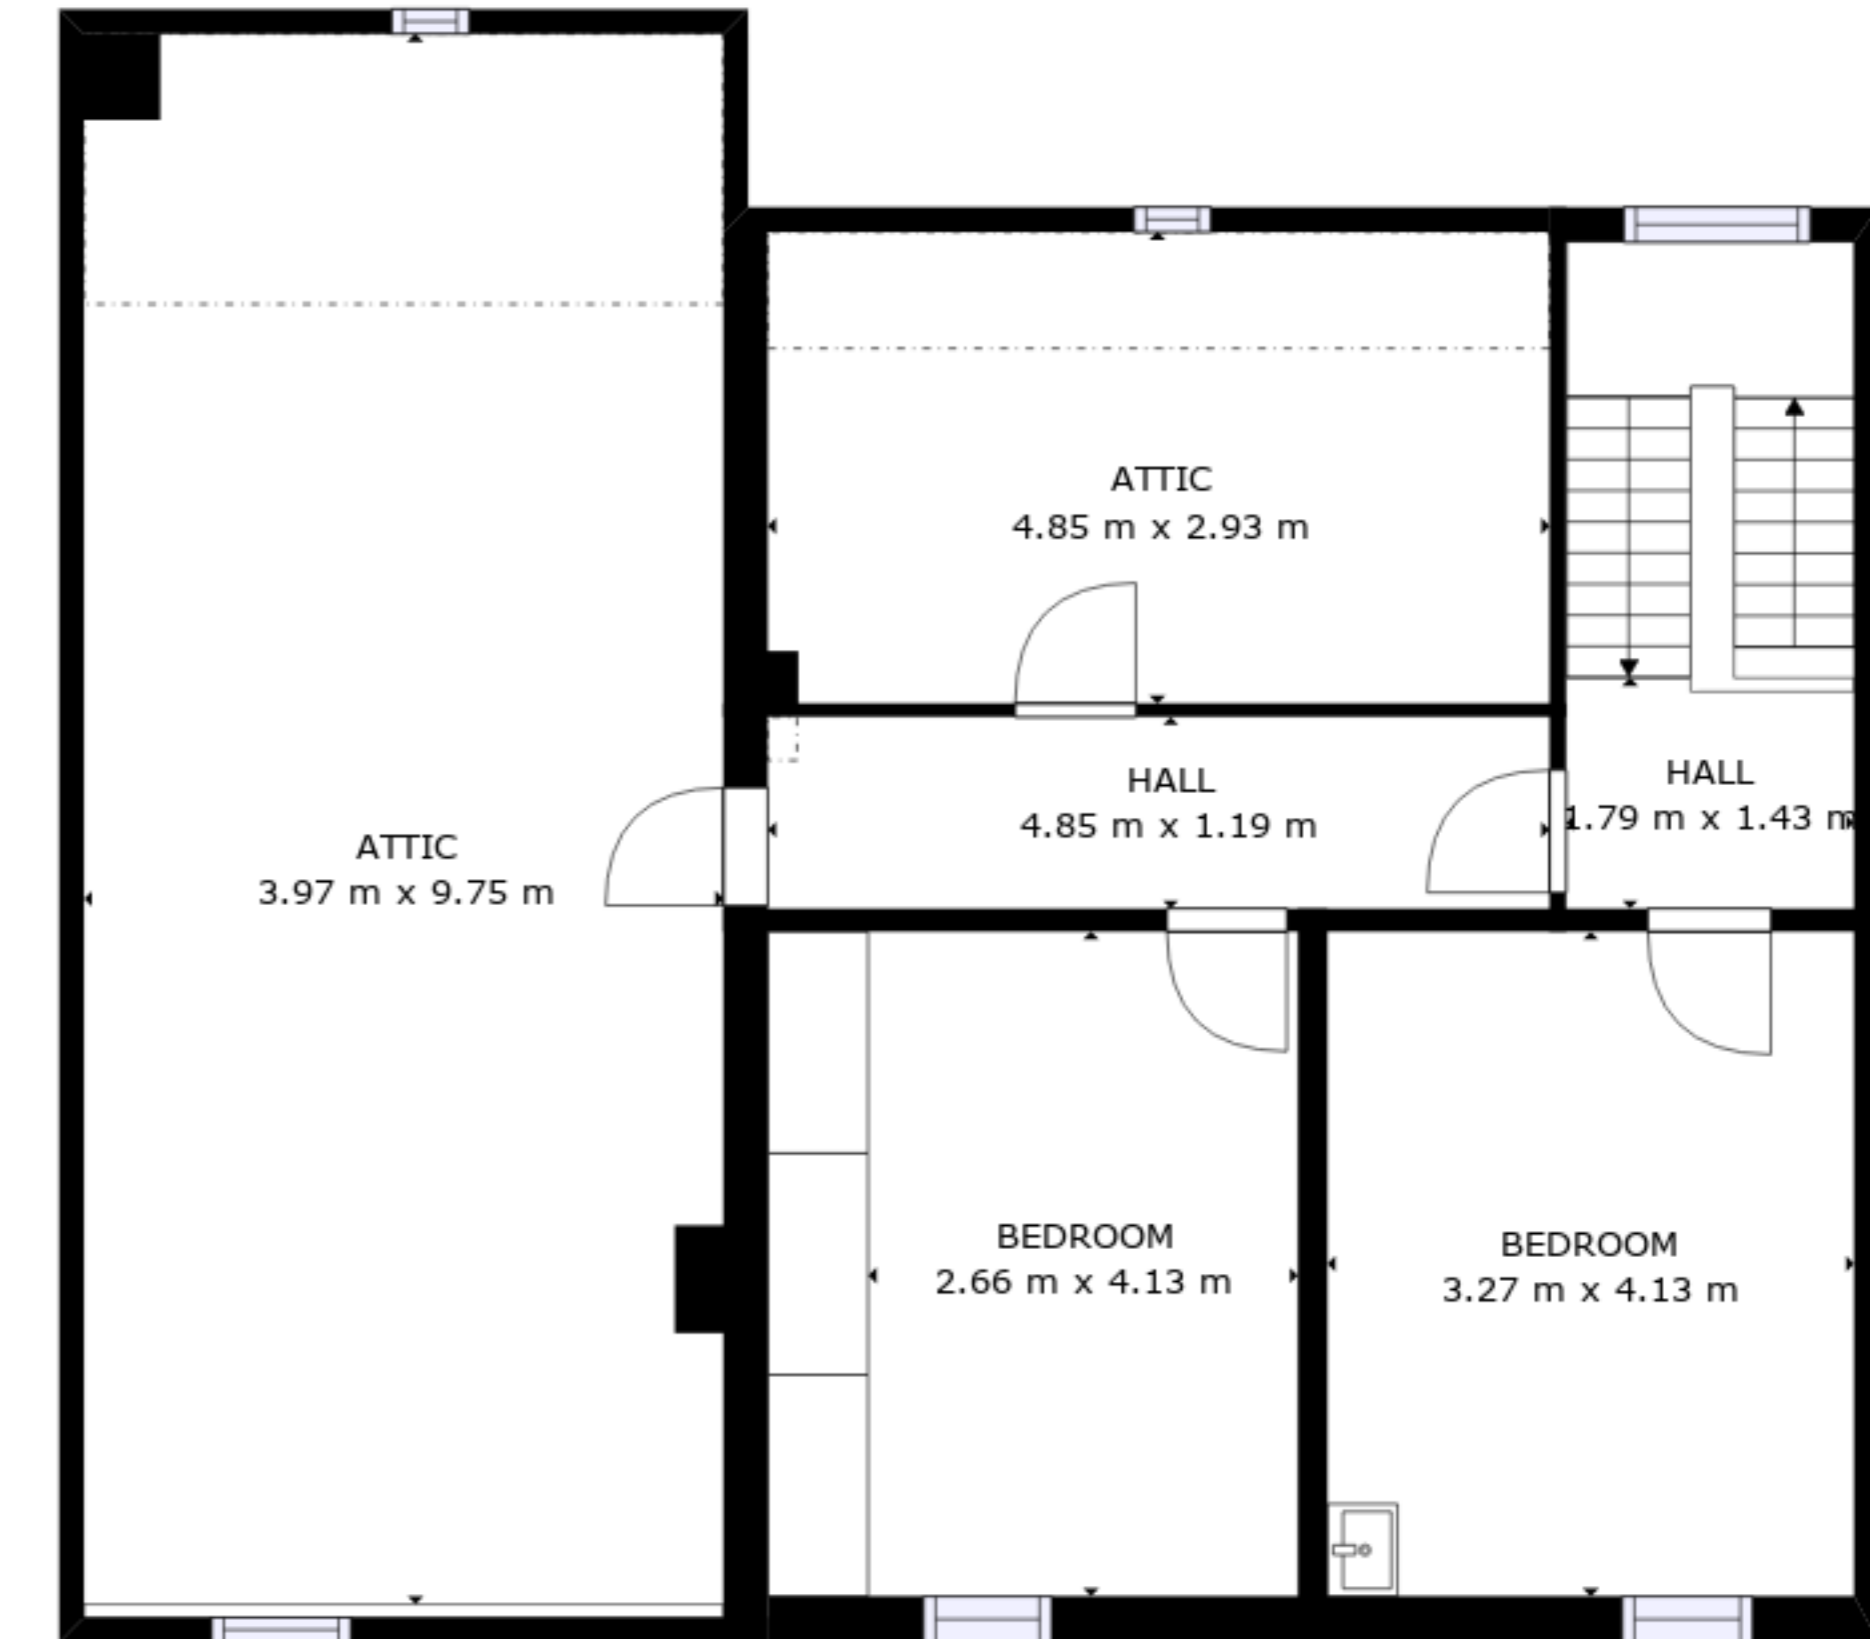 ATTIC
4.85 m x 2.93 m
HALL
4.85 m x 1.19 m
HALL
1.79 m x 1.43 m
ATTIC
3.97 m x 9.75 m
BEDROOM
2.66 m x 4.13 m
BEDROOM
3.27 m x 4.13 m